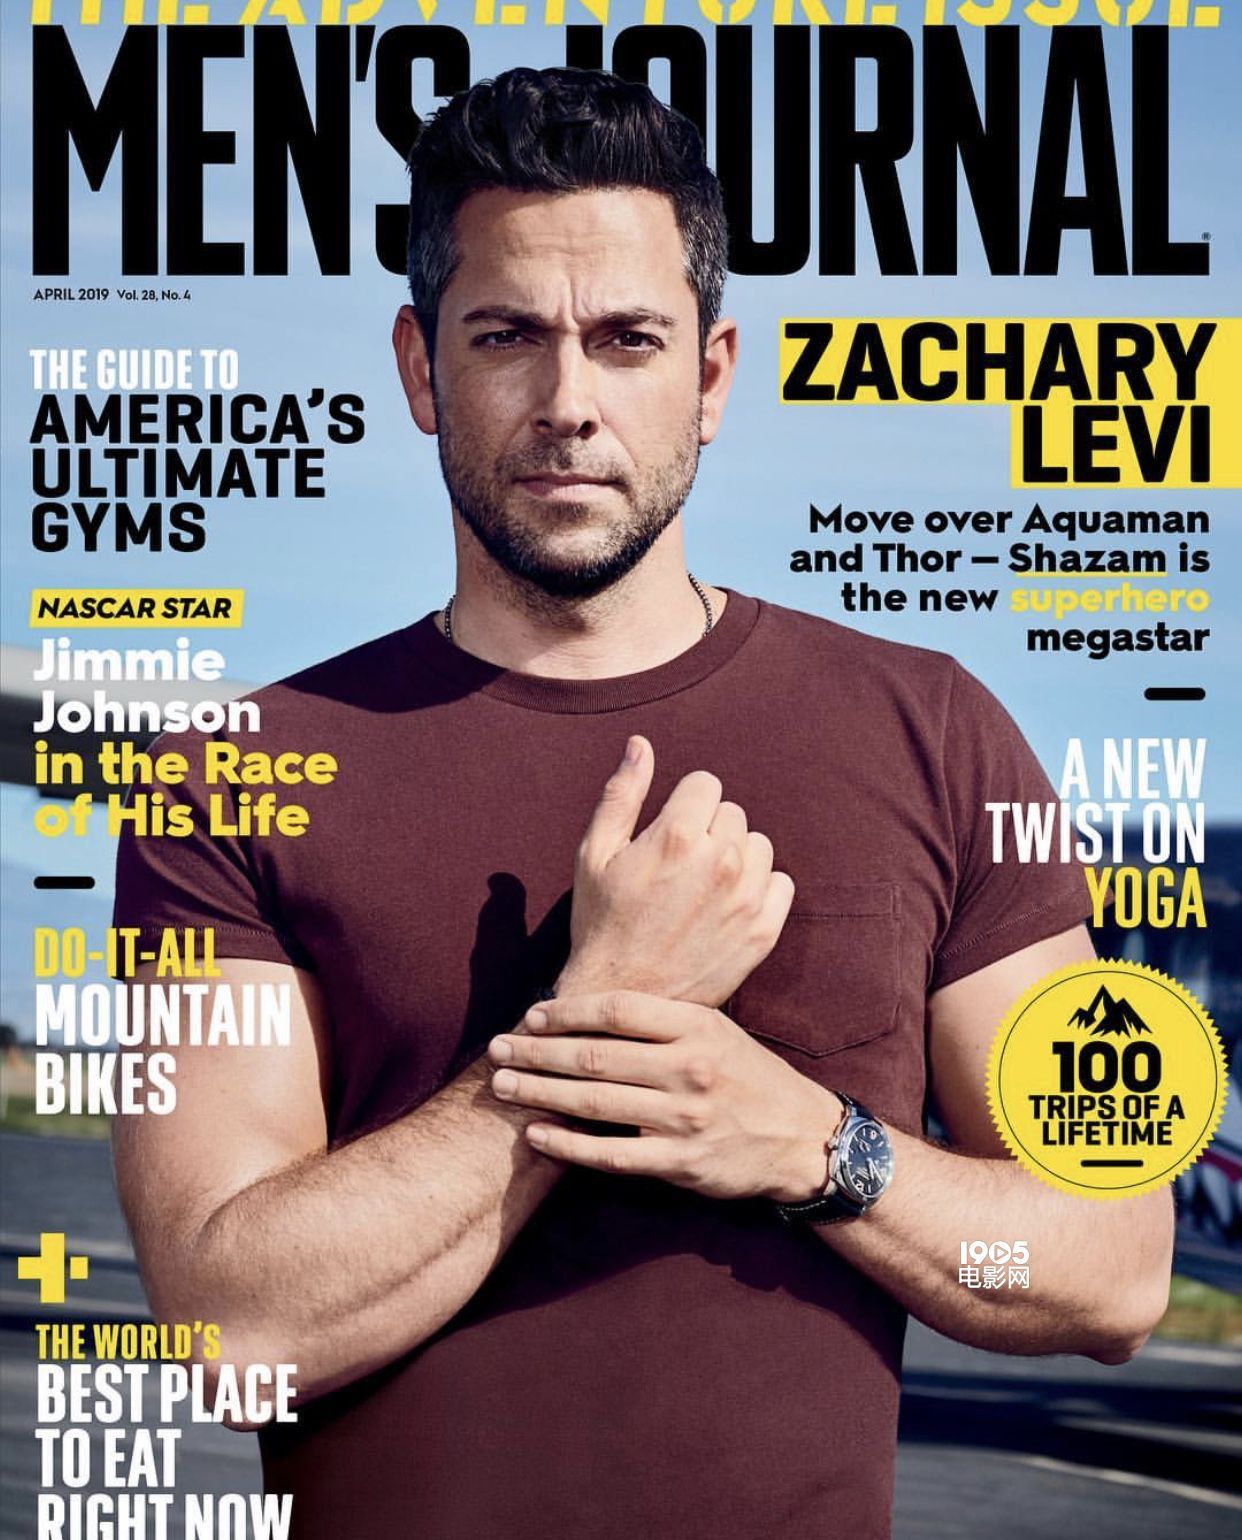 THE ADVENTURE ISSUE
MEN'S JOURNAL®
APRIL 2019 Vol. 28, No. 4
THE GUIDE TO
AMERICA'S
ULTIMATE
GYMS
NASCAR STAR
Jimmie
Johnson
in the Race
of His Life
DO-IT-ALL
MOUNTAIN
BIKES
THE WORLD'S
BEST PLACE
TO EAT
RIGHT NOW
ZACHARY
LEVI
Move over Aquaman
and Thor – Shazam is
the new superhero
megastar
A NEW
TWIST ON
YOGA
100
TRIPS OF A
LIFETIME
1905
电影网